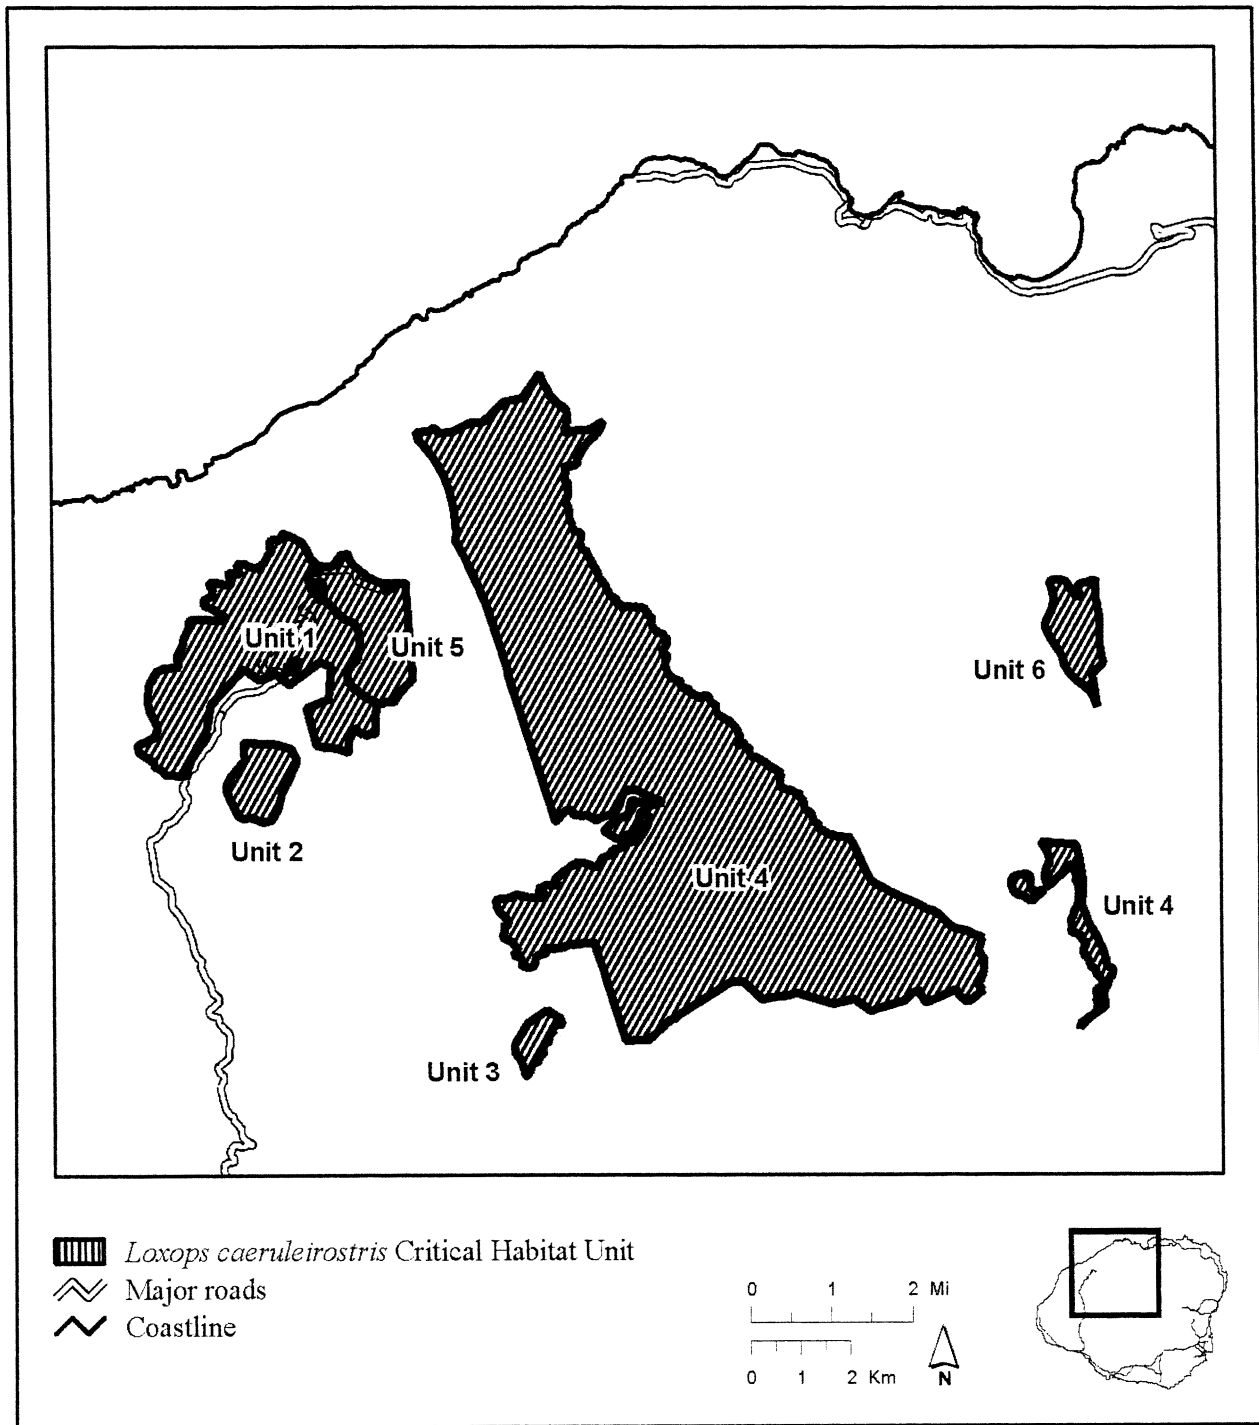 Unit 1
Unit 5
Unit 6
Unit 2
Unit 4
Unit 4
Unit 3
Loxops caeruleirostris Critical Habitat Unit
Major roads
Coastline
0 1 2 Mi
0 1 2 Km
N